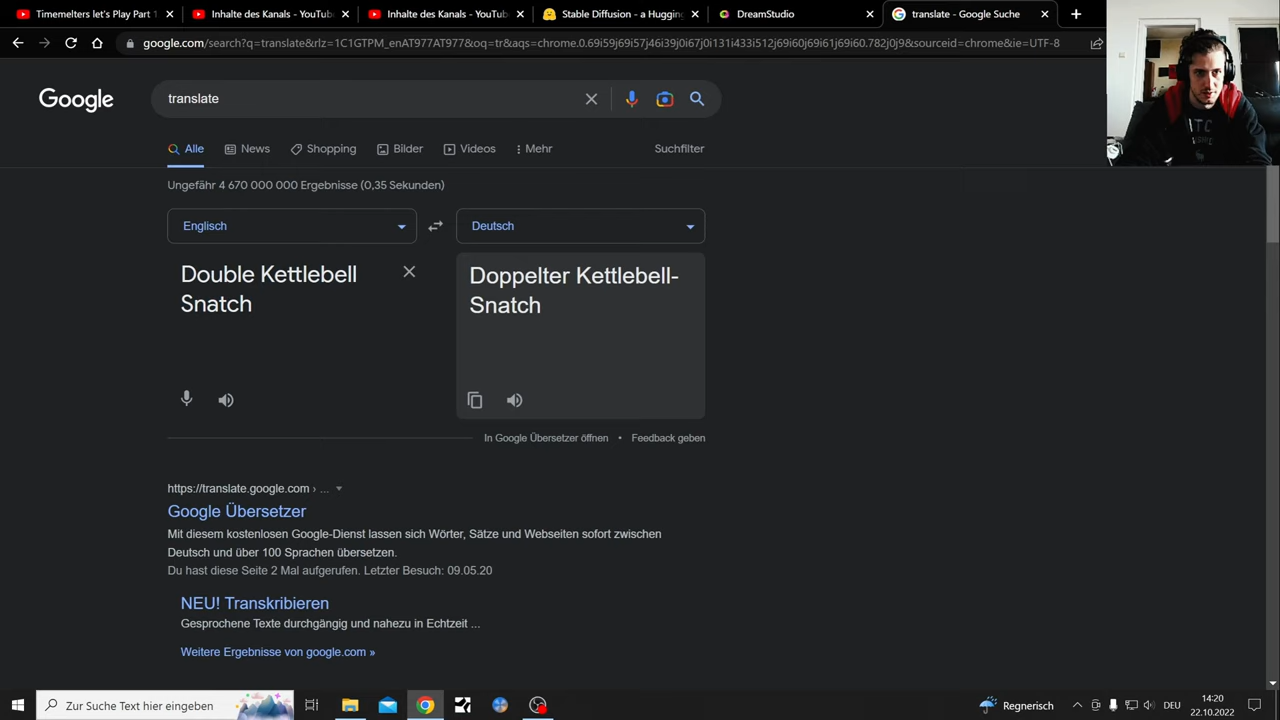 Timemelters let's Play Part 1
Inhalte des Kanals - YouTube
Inhalte des Kanals - YouTube
Stable Diffusion - a Hugging
DreamStudio
translate - Google Suche
google.com/search?q=translate&rlz=1C1GTPM_enAT977AT977&oq=tr&aqs=chrome.0.69i59j69i57j46i39j0i67j0i131i433i512j69i60j69i61j69i60.782j0j9&sourceid=chrome&ie=UTF-8
Google
translate
Alle
News
Shopping
Bilder
Videos
Mehr
Suchfilter
Ungefähr 4 670 000 000 Ergebnisse (0,35 Sekunden)
Englisch
Deutsch
Double Kettlebell
Snatch
Doppelter Kettlebell-
Snatch
In Google Übersetzer öffnen • Feedback geben
https://translate.google.com › ...
Google Übersetzer
Mit diesem kostenlosen Google-Dienst lassen sich Wörter, Sätze und Webseiten sofort zwischen
Deutsch und über 100 Sprachen übersetzen.
Du hast diese Seite 2 Mal aufgerufen. Letzter Besuch: 09.05.20
NEU! Transkribieren
Gesprochene Texte durchgängig und nahezu in Echtzeit ...
Weitere Ergebnisse von google.com »
Zur Suche Text hier eingeben
Regnerisch
DEU
14:20
22.10.2022